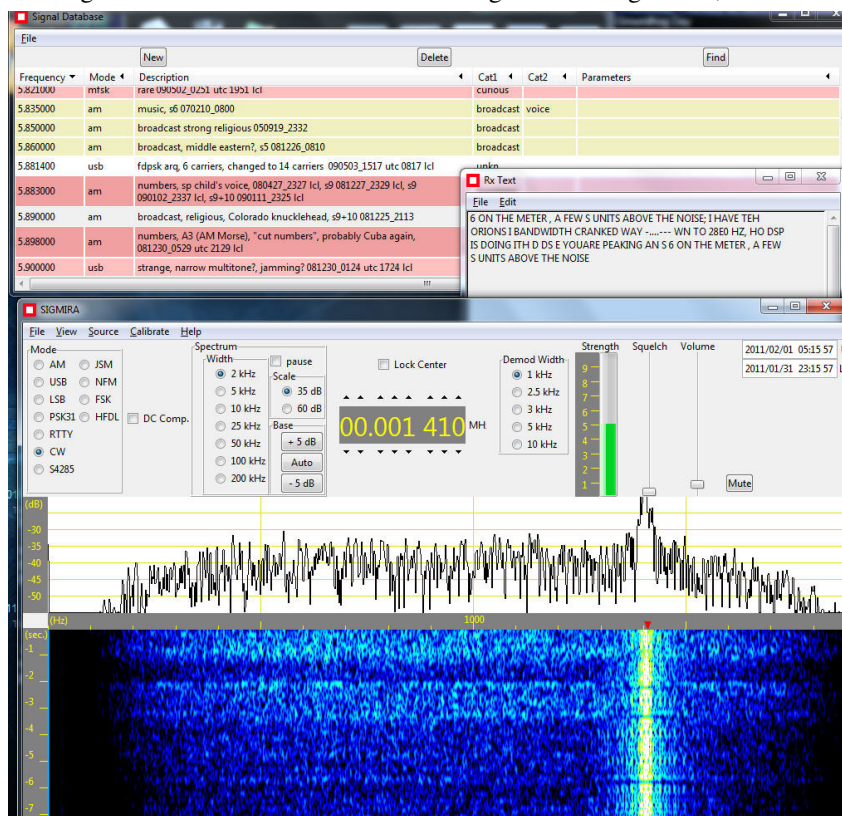 Signal Database
File
New Delete Find
Frequency Mode Description Cat1 Cat2 Parameters
5.821000 mfsk rare 090502_0251 utc 1951 lcl curious
5.835000 am music, s6 070210_0800 broadcast voice
5.850000 am broadcast strong religious 050919_2332 broadcast
5.860000 am broadcast, middle eastern?, s5 081226_0810 broadcast
5.881400 usb fdpsk arq, 6 carriers, changed to 14 carriers 090503_1517 utc 0817 lcl unkn
5.883000 am numbers, sp child's voice, 080427_2327 lcl, s9 081227_2329 lcl, s9
090102_2337 lcl, s9+10 090111_2325 lcl
5.890000 am broadcast, religious, Colorado knucklehead, s9+10 081225_2113
5.898000 am numbers, A3 (AM Morse), "cut numbers", probably Cuba again,
081230_0529 utc 2129 lcl
5.900000 usb strange, narrow multitone?, jamming? 081230_0124 utc 1724 lcl
Rx Text
File Edit
6 ON THE METER , A FEW S UNITS ABOVE THE NOISE; I HAVE TEH
ORIONS I BANDWIDTH CRANKED WAY -....--- WN TO 28E0 HZ, HO DSP
IS DOING ITH D DS E YOUARE PEAKING AN S 6 ON THE METER , A FEW
S UNITS ABOVE THE NOISE
SIGMIRA
File View Source Calibrate Help
Mode
AM JSM
USB NFM
LSB FSK
PSK31 HFDL
RTTY
CW
S4285
DC Comp.
Spectrum
Width
2 kHz
5 kHz
10 kHz
25 kHz
50 kHz
100 kHz
200 kHz
pause
Scale
35 dB
60 dB
Base
+ 5 dB
Auto
- 5 dB
Lock Center
00.001 410 MH
Demod Width
1 kHz
2.5 kHz
3 kHz
5 kHz
10 kHz
Strength Squelch Volume
9
8
7
6
5
4
3
2
1
Mute
2011/02/01 05:15 57
2011/01/31 23:15 57
(dB)
-30
-35
-40
-45
-50
(Hz) 1000
(sec.)
-1
-2
-3
-4
-5
-6
-7